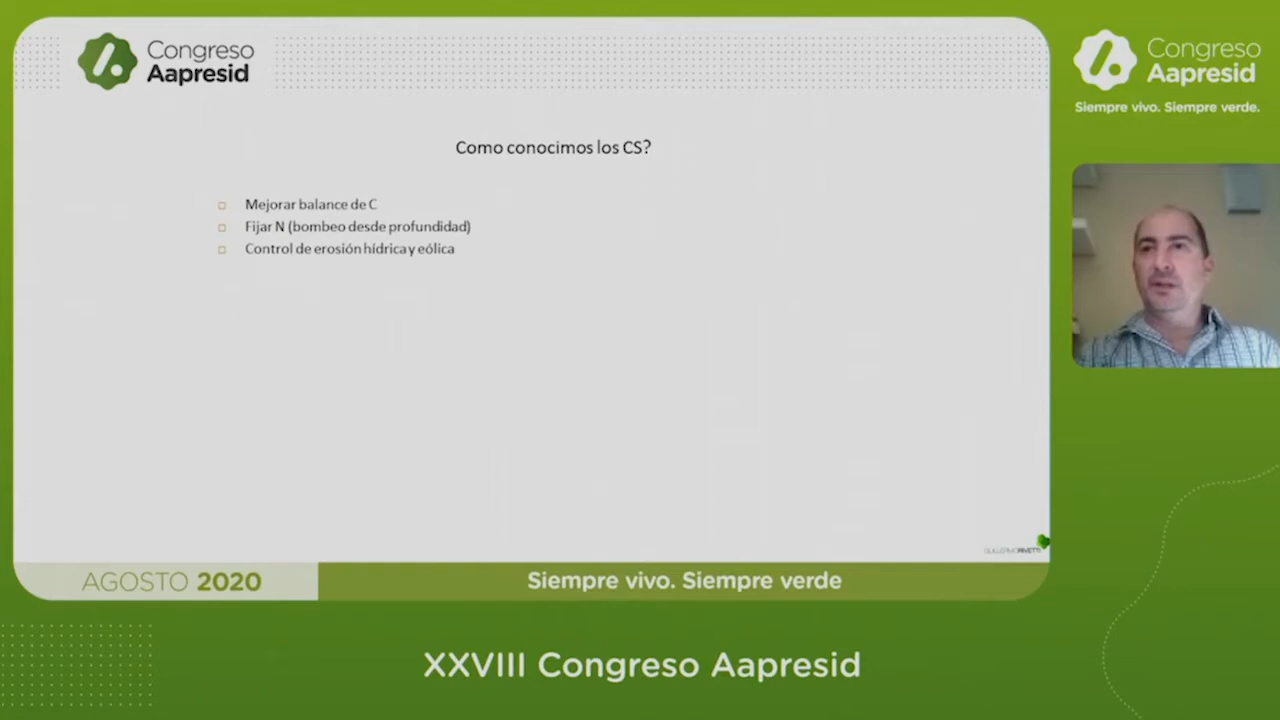 Congreso
Aapresid
Como conocimos los CS?
Mejorar balance de C
Fijar N (bombeo desde profundidad)
Control de erosión hídrica y eólica
GUILLERMORIVETTI
AGOSTO 2020
Siempre vivo. Siempre verde
Congreso
Aapresid
Siempre vivo. Siempre verde.
XXVIII Congreso Aapresid